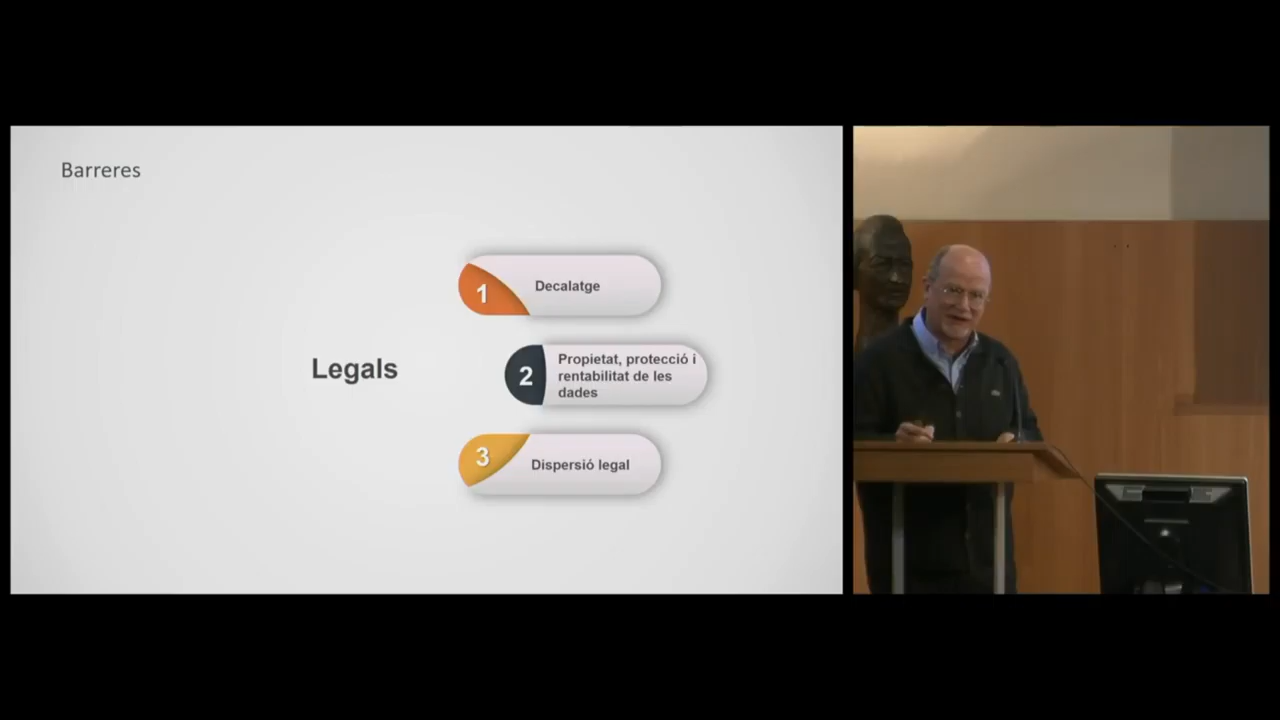 Barreres
Legals
1
Decalatge
2
Propietat, protecció i
rentabilitat de les
dades
3
Dispersió legal